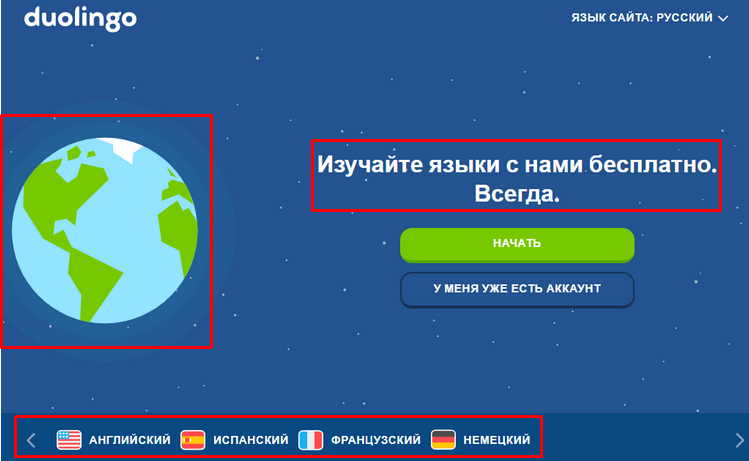 duolingo
ЯЗЫК САЙТА: РУССКИЙ
Изучайте языки с нами бесплатно.
Всегда.
НАЧАТЬ
У МЕНЯ УЖЕ ЕСТЬ АККАУНТ
АНГЛИЙСКИЙ ИСПАНСКИЙ ФРАНЦУЗСКИЙ НЕМЕЦКИЙ